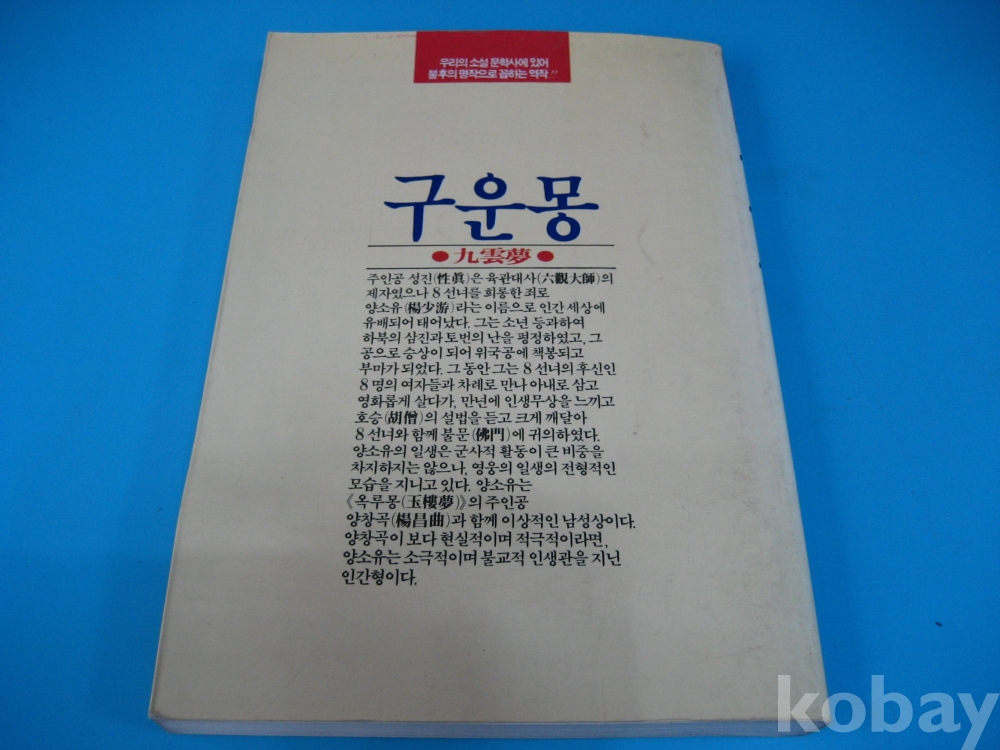 우리의 소설 문학사에 있어
불후의 명작으로 꼽히는 역작!!
구운몽
● 九雲夢 ●
주인공 성진(性眞)은 육관대사(六觀大師)의
제자였으나 8선녀를 희롱한 죄로
양소유(楊少游)라는 이름으로 인간 세상에
유배되어 태어났다. 그는 소년 등과하여
하북의 삼진과 토번의 난을 평정하였고, 그
공으로 승상이 되어 위국공에 책봉되고
부마가 되었다. 그 동안 그는 8선녀의 후신인
8명의 여자들과 차례로 만나 아내로 삼고
영화롭게 살다가, 만년에 인생무상을 느끼고
호승(胡僧)의 설법을 듣고 크게 깨달아
8선녀와 함께 불문(佛門)에 귀의하였다.
양소유의 일생은 군사적 활동이 큰 비중을
차지하지는 않으나, 영웅의 일생의 전형적인
모습을 지니고 있다. 양소유는
《옥루몽(玉樓夢)》의 주인공
양창곡(楊昌曲)과 함께 이상적인 남성상이다.
양창곡이 보다 현실적이며 적극적이라면,
양소유는 소극적이며 불교적 인생관을 지닌
인간형이다.
kobay